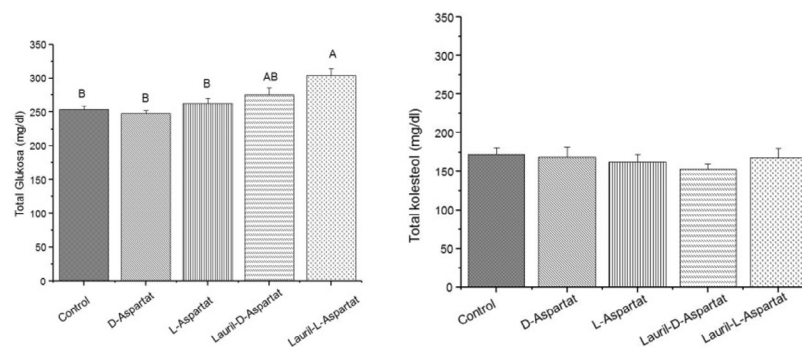 350
300
250
200
150
100
50
0
Total Glukosa (mg/dl)
B
B
B
AB
A
Control
D-Aspartat
L-Aspartat
Lauril-D-Aspartat
Lauril-L-Aspartat
350
300
250
200
150
100
50
0
Total kolesteol (mg/dl)
Control
D-Aspartat
L-Aspartat
Lauril-D-Aspartat
Lauril-L-Aspartat